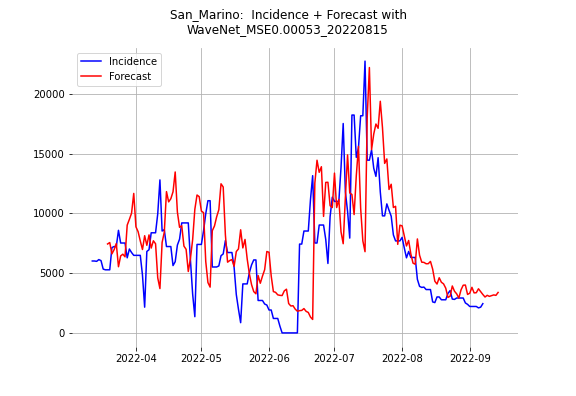 San_Marino:  Incidence + Forecast with
WaveNet_MSE0.00053_20220815
Incidence
Forecast
20000
15000
10000
5000
0
2022-04
2022-05
2022-06
2022-07
2022-08
2022-09